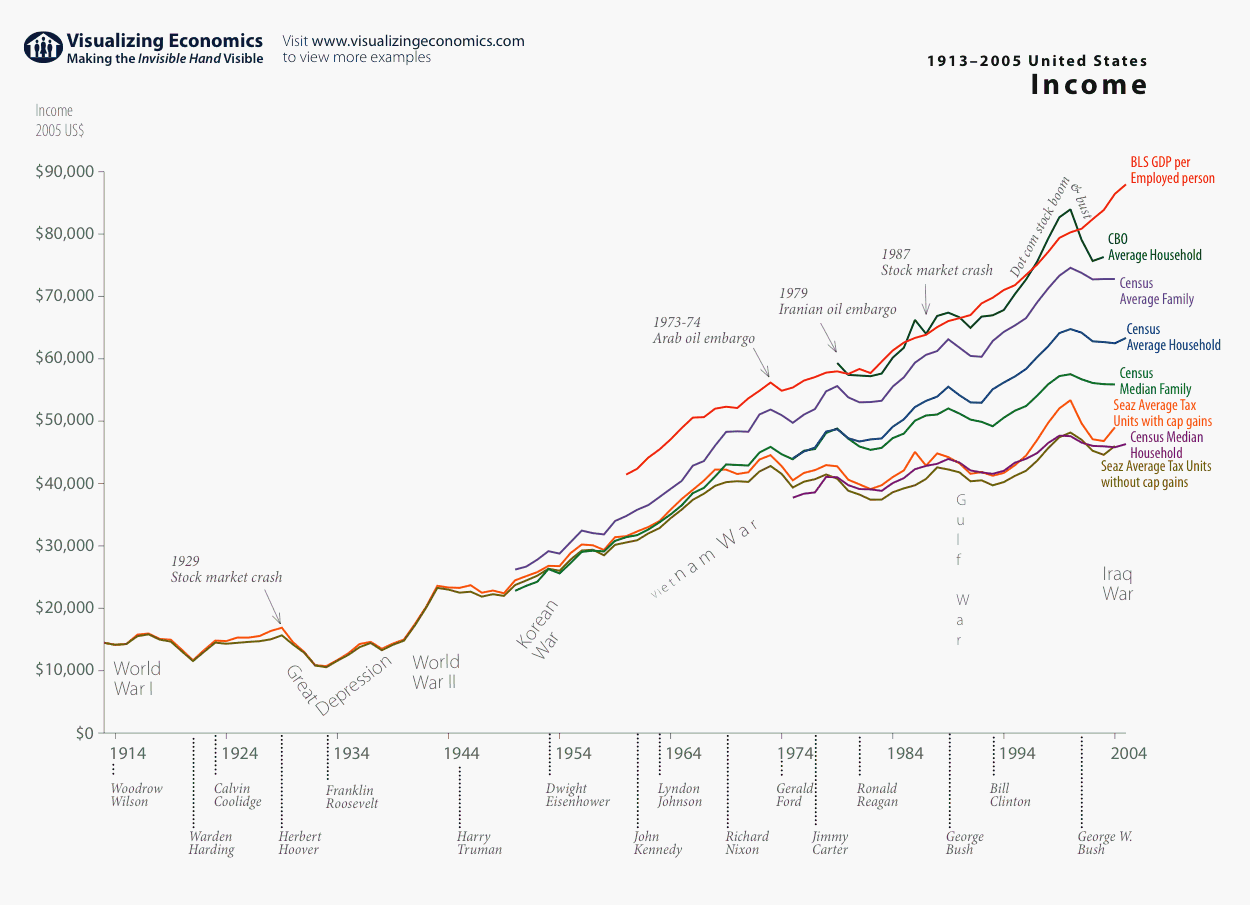 Visualizing Economics
Making the Invisible Hand Visible
Visit www.visualizingeconomics.com
to view more examples
1913–2005 United States
Income
Income
2005 US$
$90,000
$80,000
$70,000
$60,000
$50,000
$40,000
$30,000
$20,000
$10,000
$0
BLS GDP per
Employed person
Dot com stock boom
& bust
CBO
Average Household
1987
Stock market crash
Census
Average Family
1979
Iranian oil embargo
1973-74
Arab oil embargo
Census
Average Household
Census
Median Family
Seaz Average Tax
Units with cap gains
Census Median
Household
Seaz Average Tax Units
without cap gains
1929
Stock market crash
World
War I
Great
Depression
World
War II
Korean
War
Vietnam War
Gulf War
Iraq
War
1914
1924
1934
1944
1954
1964
1974
1984
1994
2004
Woodrow
Wilson
Warden
Harding
Calvin
Coolidge
Herbert
Hoover
Franklin
Roosevelt
Harry
Truman
Dwight
Eisenhower
John
Kennedy
Lyndon
Johnson
Richard
Nixon
Gerald
Ford
Jimmy
Carter
Ronald
Reagan
George
Bush
Bill
Clinton
George W.
Bush